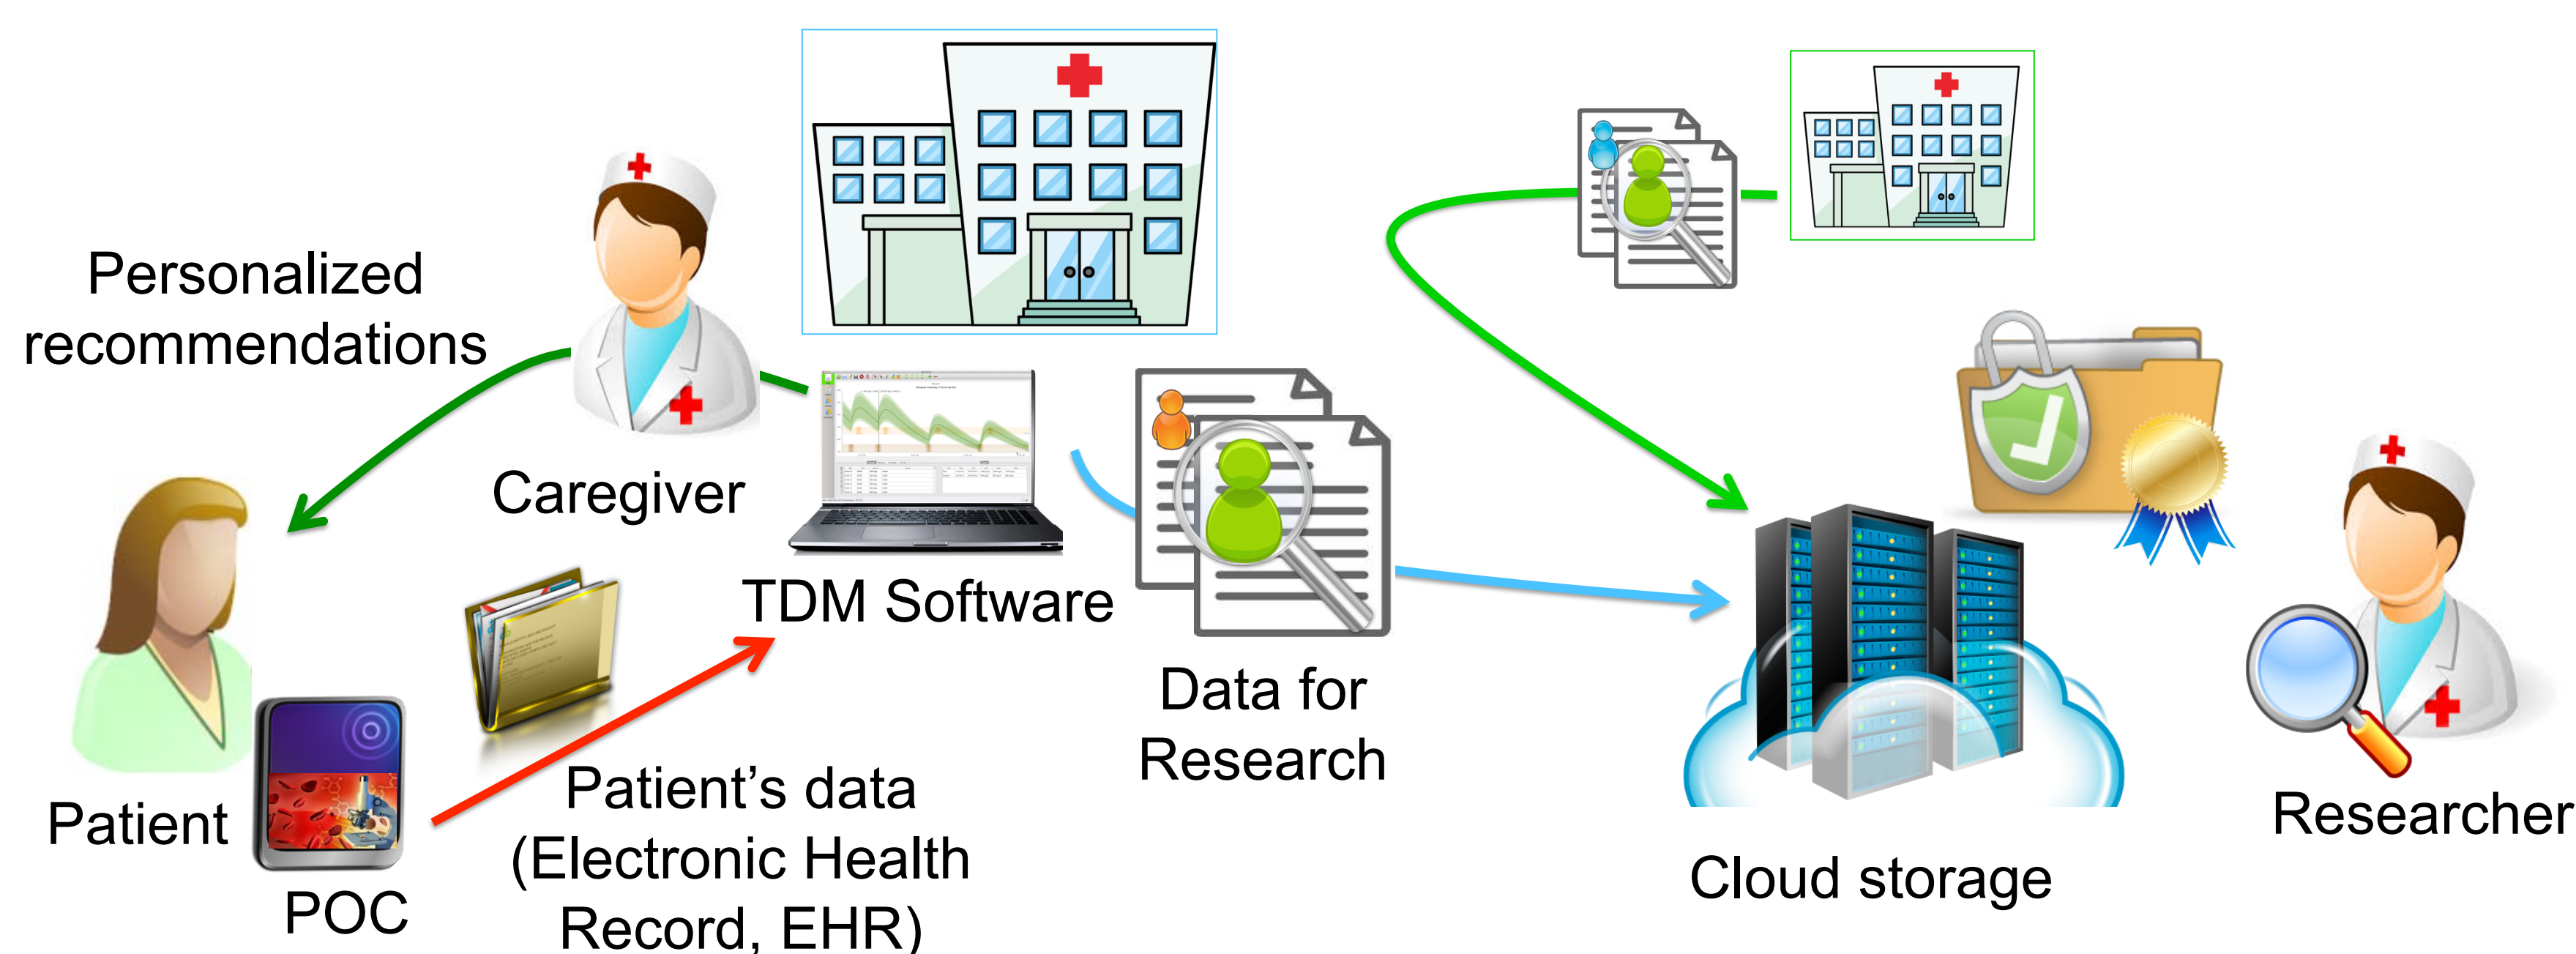 Personalized
recommendations
Caregiver
TDM Software
Patient
POC
Patient’s data
(Electronic Health
Record, EHR)
Data for
Research
Cloud storage
Researcher